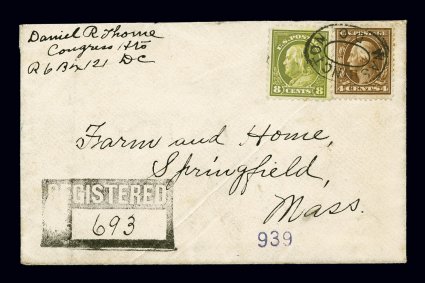 Daniel R Thorne
Congress Hts
R 6 Bx 121 DC
U.S. POSTAGE
8 CENTS 8
4 CENTS 4
Farm and Home,
Springfield,
Mass.
REGISTERED
693
939